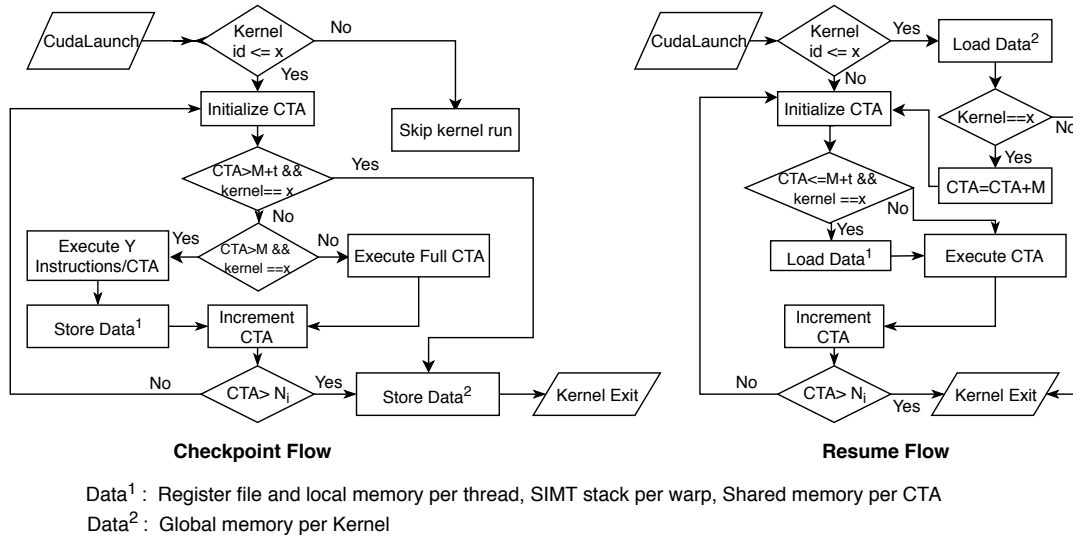 CudaLaunch
Kernel
id <= x
No
Yes
Initialize CTA
Skip kernel run
CTA>M+t &&
kernel== x
Yes
No
CTA>M &&
kernel ==x
Yes
No
Execute Y
Instructions/CTA
Execute Full CTA
Store Data¹
Increment
CTA
CTA> Nᵢ
No
Yes
Store Data²
Kernel Exit
Checkpoint Flow
CudaLaunch
Kernel
id <= x
Yes
No
Load Data²
Initialize CTA
Kernel==x
No
Yes
CTA=CTA+M
CTA<=M+t &&
kernel ==x
No
Yes
Load Data¹
Execute CTA
Increment
CTA
CTA> Nᵢ
No
Yes
Kernel Exit
Resume Flow
Data¹ : Register file and local memory per thread, SIMT stack per warp, Shared memory per CTA
Data² : Global memory per Kernel